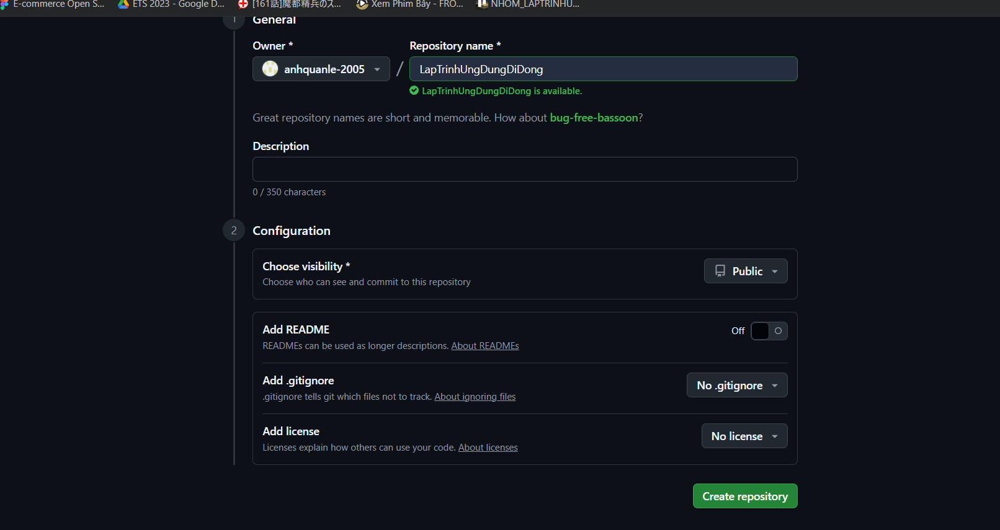 E-commerce Open S... ETS 2023 - Google D... [161話]魔都精兵のス... Xem Phim Bây - FRO... NHOM_LAPTRINHU...
1 General
Owner * Repository name *
anhquanle-2005 / LapTrinhUngDungDiDong
LapTrinhUngDungDiDong is available.
Great repository names are short and memorable. How about bug-free-bassoon?
Description
0 / 350 characters
2 Configuration
Choose visibility *
Choose who can see and commit to this repository
Public
Add README
READMEs can be used as longer descriptions. About READMEs
Off
Add .gitignore
.gitignore tells git which files not to track. About ignoring files
No .gitignore
Add license
Licenses explain how others can use your code. About licenses
No license
Create repository